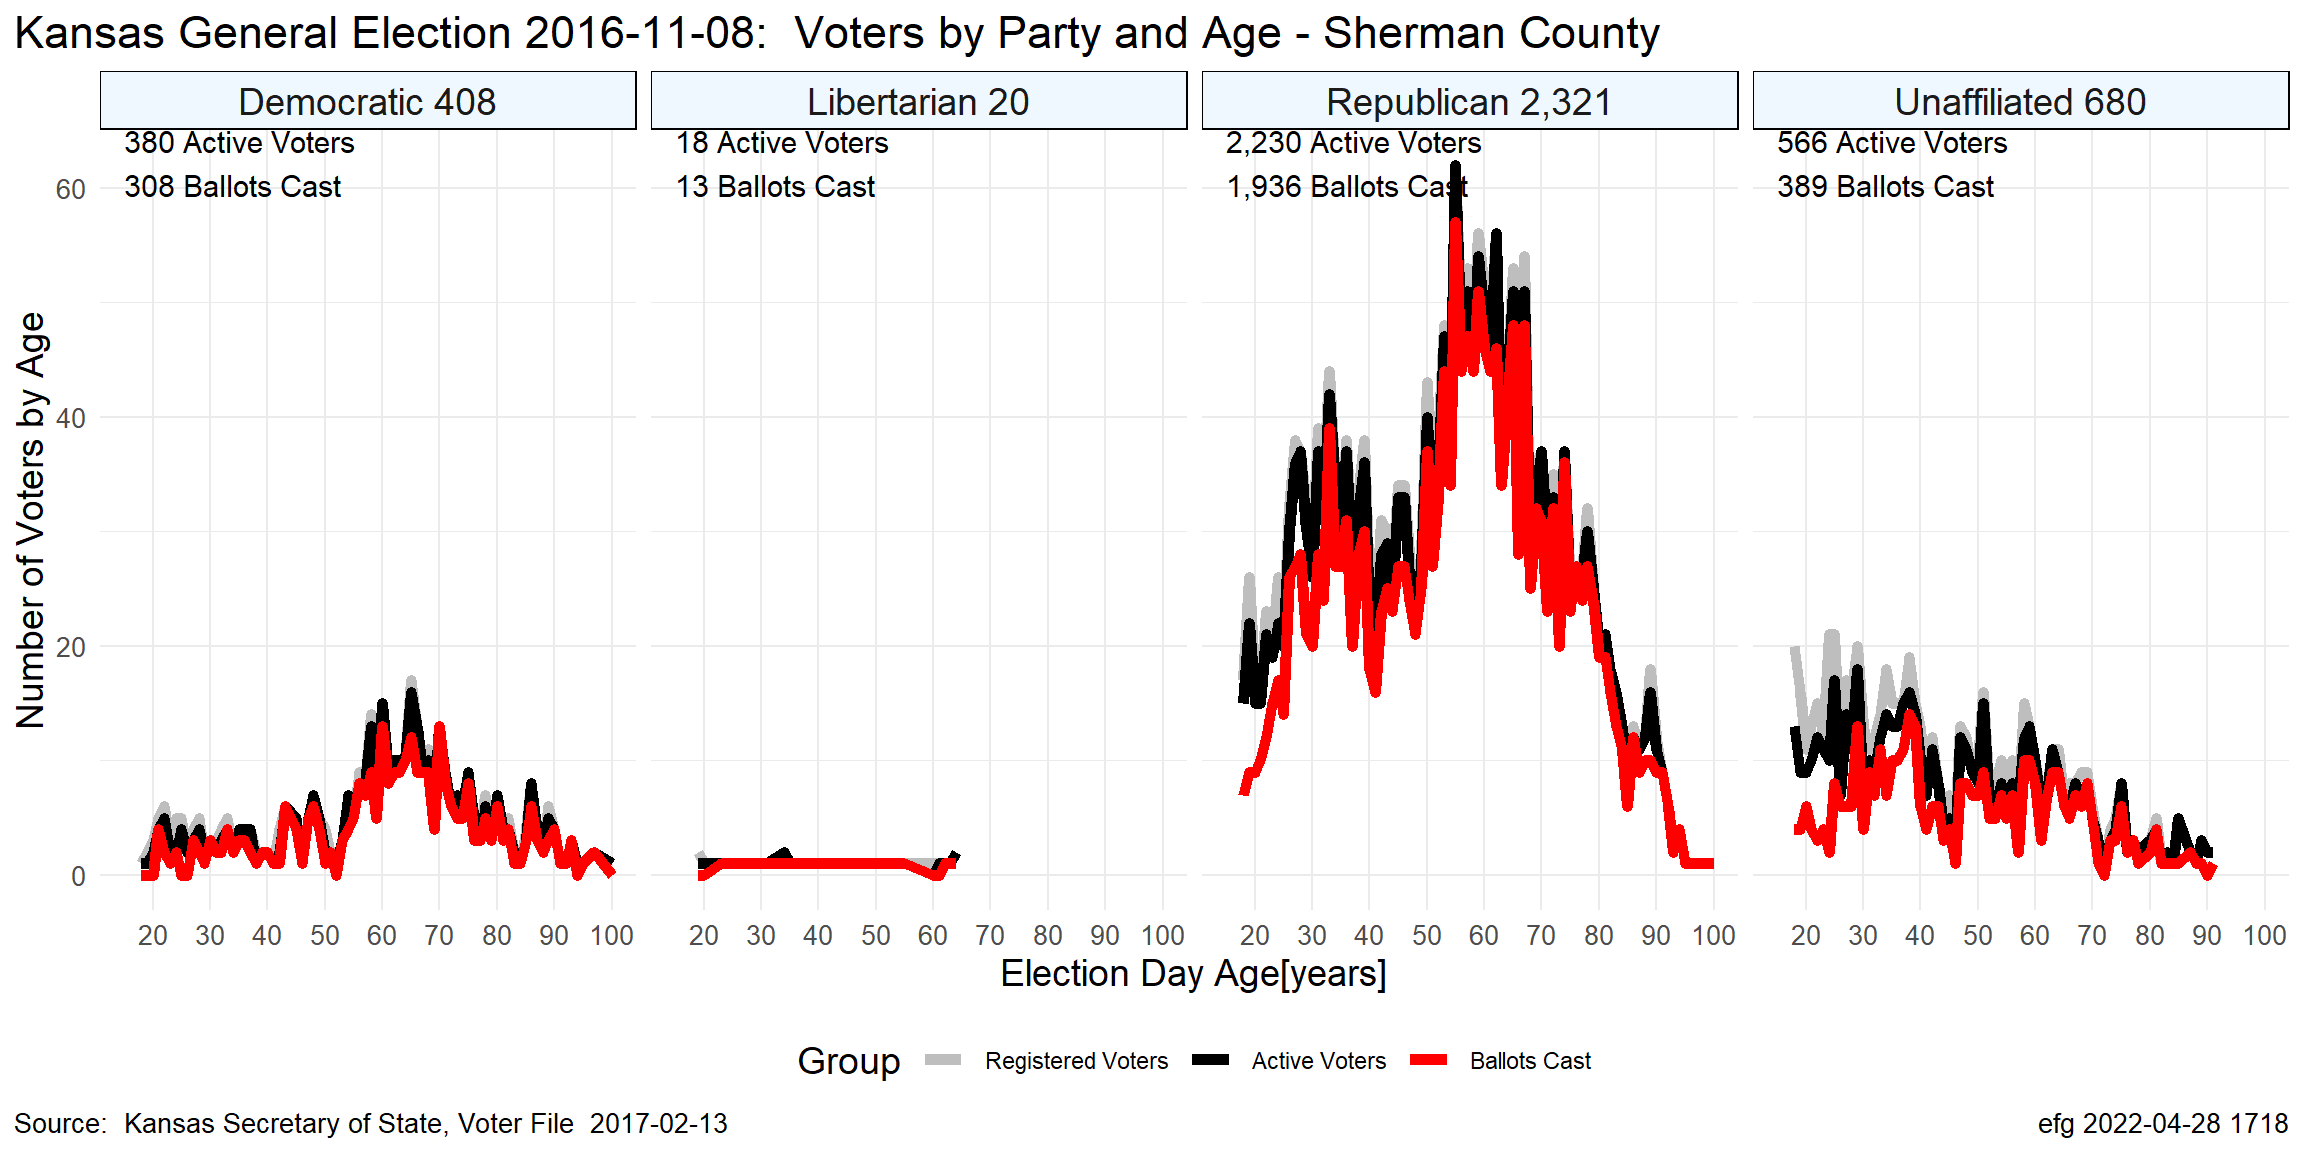 Kansas General Election 2016-11-08:  Voters by Party and Age - Sherman County
Democratic 408
Libertarian 20
Republican 2,321
Unaffiliated 680
380 Active Voters
308 Ballots Cast
18 Active Voters
13 Ballots Cast
2,230 Active Voters
1,936 Ballots Cast
566 Active Voters
389 Ballots Cast
Number of Voters by Age
60
40
20
0
20 30 40 50 60 70 80 90 100
20 30 40 50 60 70 80 90 100
20 30 40 50 60 70 80 90 100
20 30 40 50 60 70 80 90 100
Election Day Age[years]
Group Registered Voters Active Voters Ballots Cast
Source:  Kansas Secretary of State, Voter File  2017-02-13
efg 2022-04-28 1718